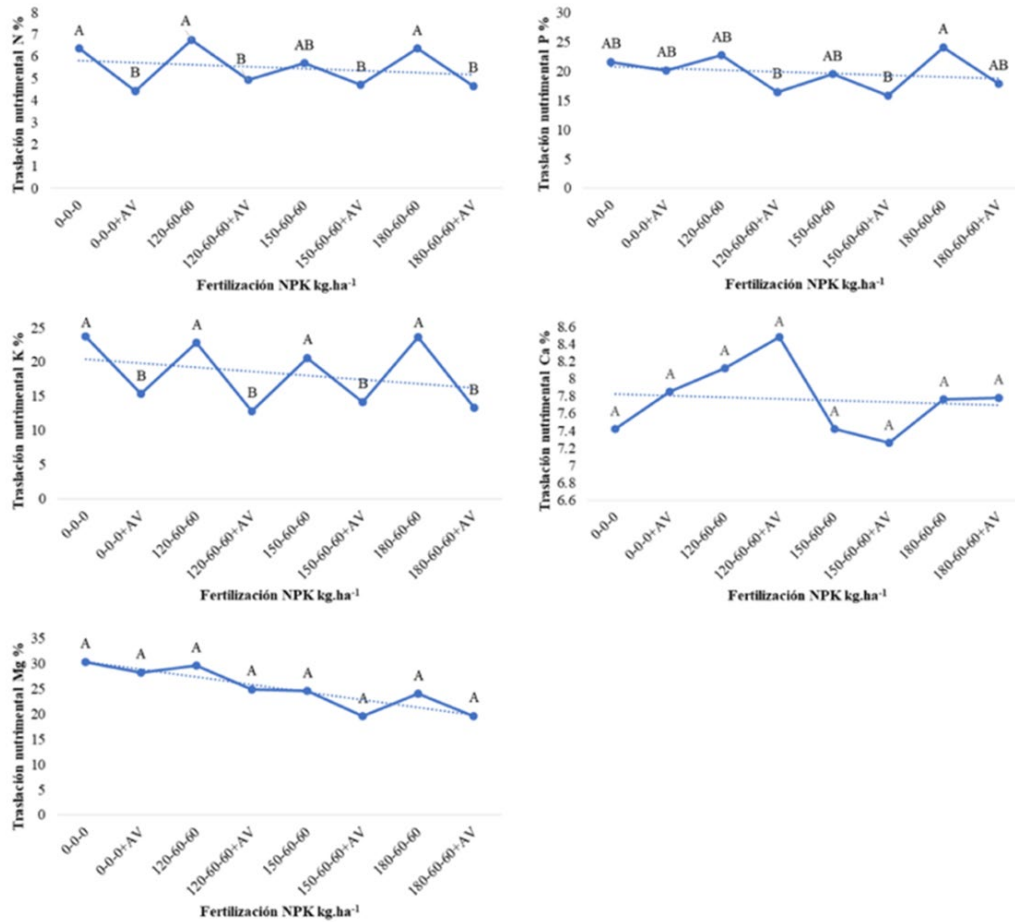 Traslación nutrimental N %
8
7
6
5
4
3
2
1
0
A
B
A
B
AB
B
A
B
0-0-0
0-0-0+AV
120-60-60
120-60-60+AV
150-60-60
150-60-60+AV
180-60-60
180-60-60+AV
Fertilización NPK kg.ha⁻¹
Traslación nutrimental P %
30
25
20
15
10
5
0
AB
AB
AB
B
AB
B
A
AB
0-0-0
0-0-0+AV
120-60-60
120-60-60+AV
150-60-60
150-60-60+AV
180-60-60
180-60-60+AV
Fertilización NPK kg.ha⁻¹
Traslación nutrimental K %
25
20
15
10
5
0
A
B
A
B
A
B
A
B
0-0-0
0-0-0+AV
120-60-60
120-60-60+AV
150-60-60
150-60-60+AV
180-60-60
180-60-60+AV
Fertilización NPK kg.ha⁻¹
Traslación nutrimental Ca %
8.6
8.4
8.2
8
7.8
7.6
7.4
7.2
7
6.8
6.6
A
A
A
A
A
A
A
A
0-0-0
0-0-0+AV
120-60-60
120-60-60+AV
150-60-60
150-60-60+AV
180-60-60
180-60-60+AV
Fertilización NPK kg.ha⁻¹
Traslación nutrimental Mg %
35
30
25
20
15
10
5
0
A
A
A
A
A
A
A
A
0-0-0
0-0-0+AV
120-60-60
120-60-60+AV
150-60-60
150-60-60+AV
180-60-60
180-60-60+AV
Fertilización NPK kg.ha⁻¹